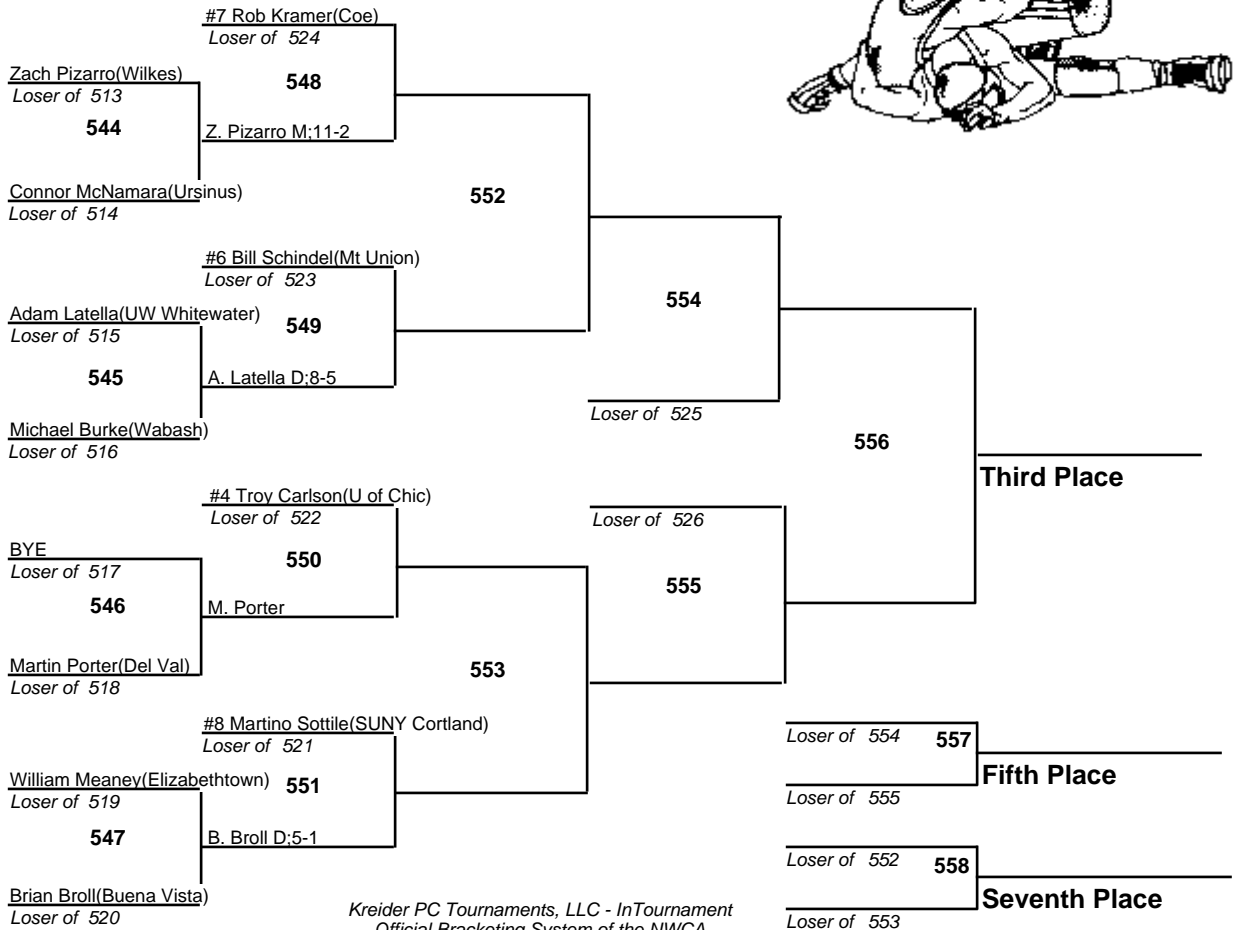 #7 Rob Kramer(Coe)
Loser of 524
Zach Pizarro(Wilkes)
Loser of 513
548
544
Z. Pizarro M;11-2
Connor McNamara(Ursinus)
Loser of 514
552
#6 Bill Schindel(Mt Union)
Loser of 523
Adam Latella(UW Whitewater)
Loser of 515
549
545
A. Latella D;8-5
Michael Burke(Wabash)
Loser of 516
554
Loser of 525
556
Third Place
#4 Troy Carlson(U of Chic)
Loser of 522
BYE
Loser of 517
550
546
M. Porter
Martin Porter(Del Val)
Loser of 518
Loser of 526
555
553
#8 Martino Sottile(SUNY Cortland)
Loser of 521
William Meaney(Elizabethtown)
Loser of 519
551
547
B. Broll D;5-1
Brian Broll(Buena Vista)
Loser of 520
Loser of 554
557
Fifth Place
Loser of 555
Loser of 552
558
Seventh Place
Loser of 553
Kreider PC Tournaments, LLC - InTournament
Official Bracketing System of the NWCA